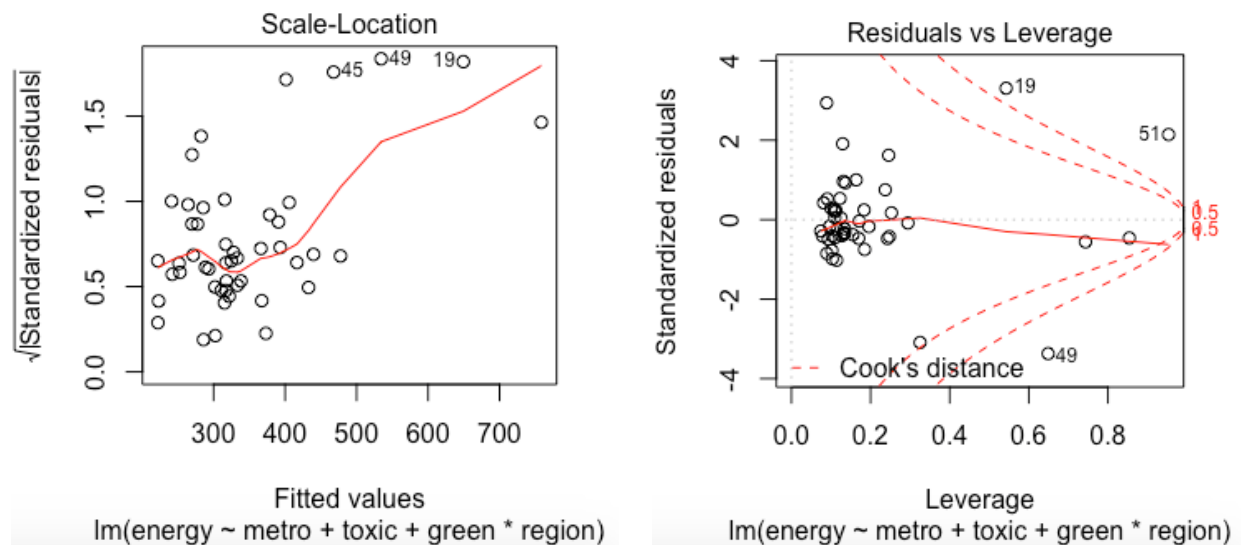 Scale-Location
√|Standardized residuals|
0.0 0.5 1.0 1.5
45 49 19
300 400 500 600 700
Fitted values
lm(energy ~ metro + toxic + green * region)
Residuals vs Leverage
Standardized residuals
-4 -2 0 2 4
19
51
1
0.5
0.5
1
49
Cook's distance
0.0 0.2 0.4 0.6 0.8
Leverage
lm(energy ~ metro + toxic + green * region)